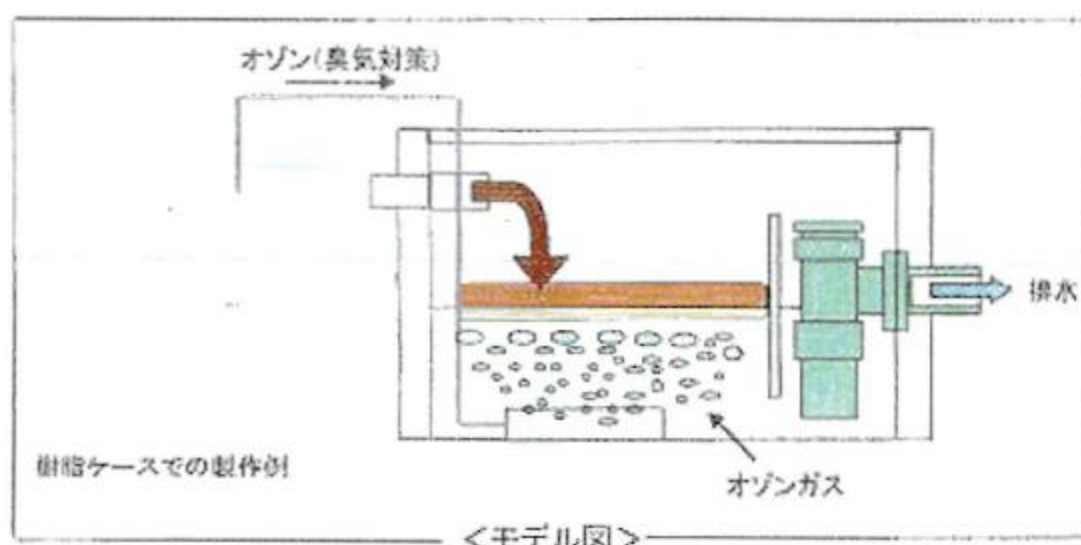 オゾン(臭気対策)
排水
樹脂ケースでの製作例
オゾンガス
<モデル図>